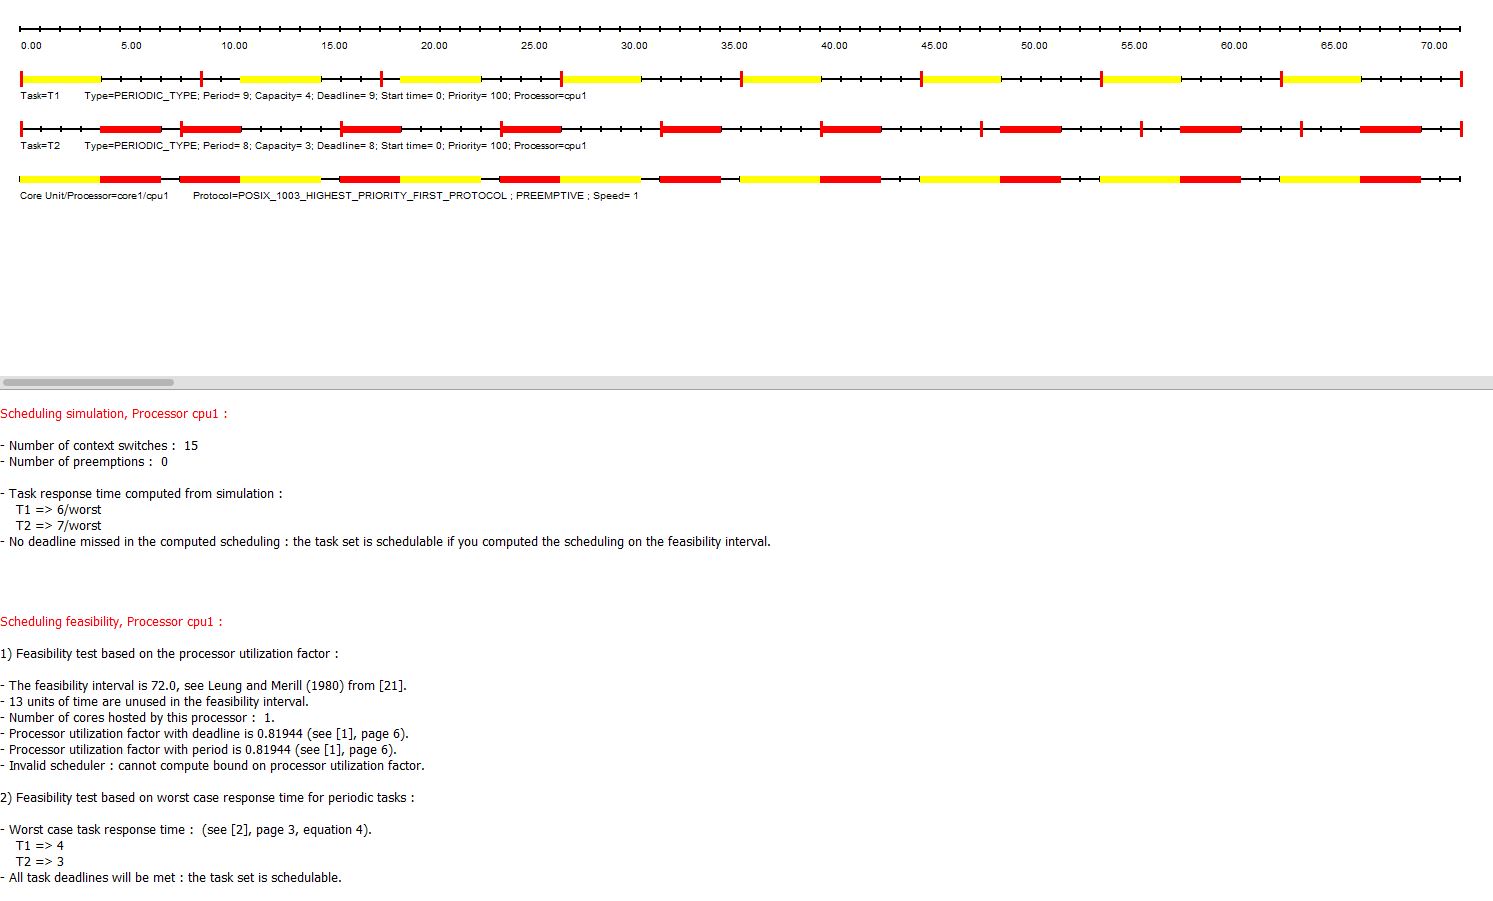 0.00 5.00 10.00 15.00 20.00 25.00 30.00 35.00 40.00 45.00 50.00 55.00 60.00 65.00 70.00
Task=T1 Type=PERIODIC_TYPE; Period= 9; Capacity= 4; Deadline= 9; Start time= 0; Priority= 100; Processor=cpu1
Task=T2 Type=PERIODIC_TYPE; Period= 8; Capacity= 3; Deadline= 8; Start time= 0; Priority= 100; Processor=cpu1
Core Unit/Processor=core1/cpu1 Protocol=POSIX_1003_HIGHEST_PRIORITY_FIRST_PROTOCOL ; PREEMPTIVE ; Speed= 1
Scheduling simulation, Processor cpu1 :
- Number of context switches : 15
- Number of preemptions : 0
- Task response time computed from simulation :
T1 => 6/worst
T2 => 7/worst
- No deadline missed in the computed scheduling : the task set is schedulable if you computed the scheduling on the feasibility interval.
Scheduling feasibility, Processor cpu1 :
1) Feasibility test based on the processor utilization factor :
- The feasibility interval is 72.0, see Leung and Merill (1980) from [21].
- 13 units of time are unused in the feasibility interval.
- Number of cores hosted by this processor : 1.
- Processor utilization factor with deadline is 0.81944 (see [1], page 6).
- Processor utilization factor with period is 0.81944 (see [1], page 6).
- Invalid scheduler : cannot compute bound on processor utilization factor.
2) Feasibility test based on worst case response time for periodic tasks :
- Worst case task response time : (see [2], page 3, equation 4).
T1 => 4
T2 => 3
- All task deadlines will be met : the task set is schedulable.